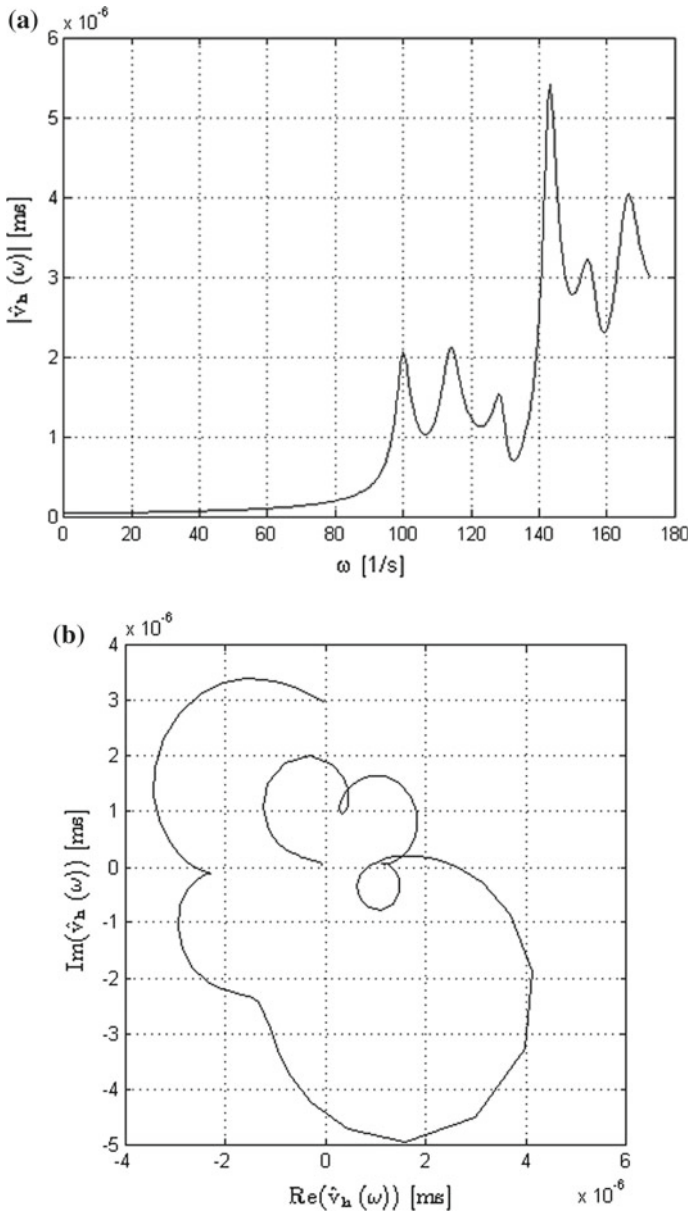 (a)
x 10⁻⁶
6
5
4
3
2
1
0
|v̂ₕ (ω)| [ms]
0 20 40 60 80 100 120 140 160 180
ω [1/s]
(b)
x 10⁻⁶
4
3
2
1
0
-1
-2
-3
-4
-5
Im(v̂ₕ (ω)) [ms]
-4 -2 0 2 4 6
Re(v̂ₕ (ω)) [ms]
x 10⁻⁶